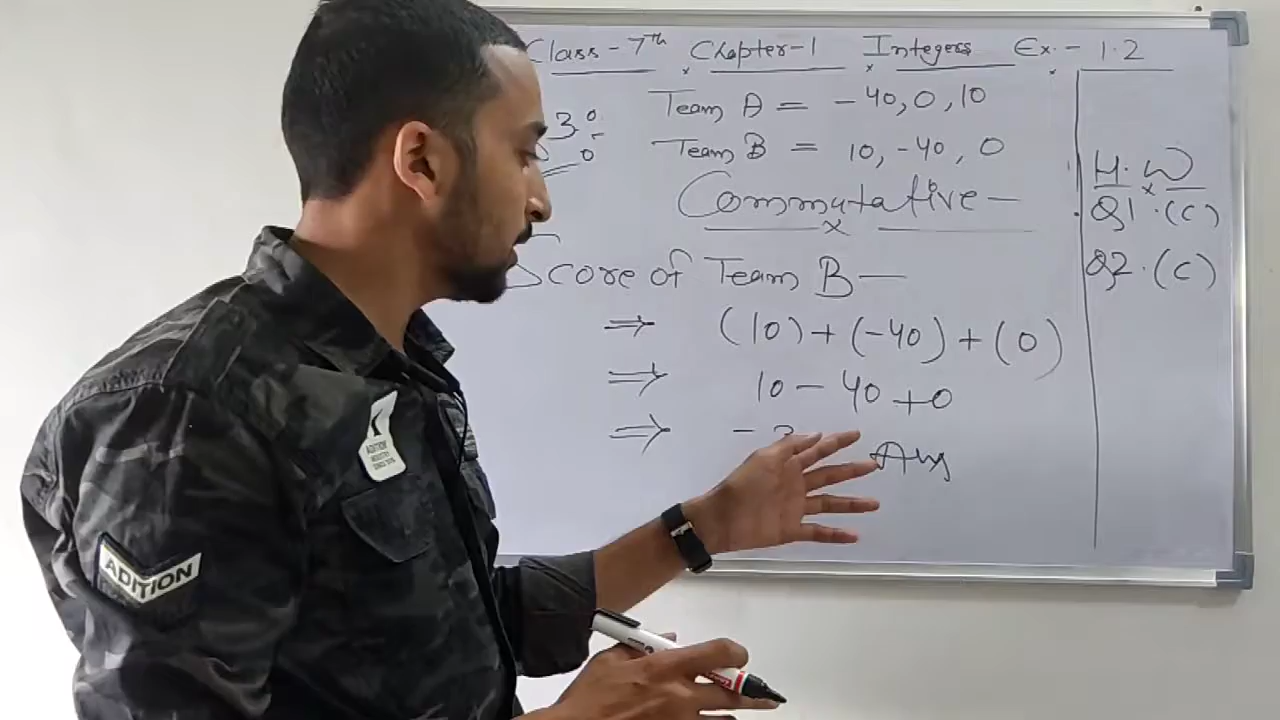 Class-7th Chapter-1 Integers Ex.- 1.2
Team A = -40, 0, 10
Team B = 10, -40, 0
Commutative-
Score of Team B-
⇒ (10)+(-40)+(0)
⇒ 10-40+0
⇒ -3
Ans
H.W
Q1.(c)
Q2.(c)
ADITION
ADITION